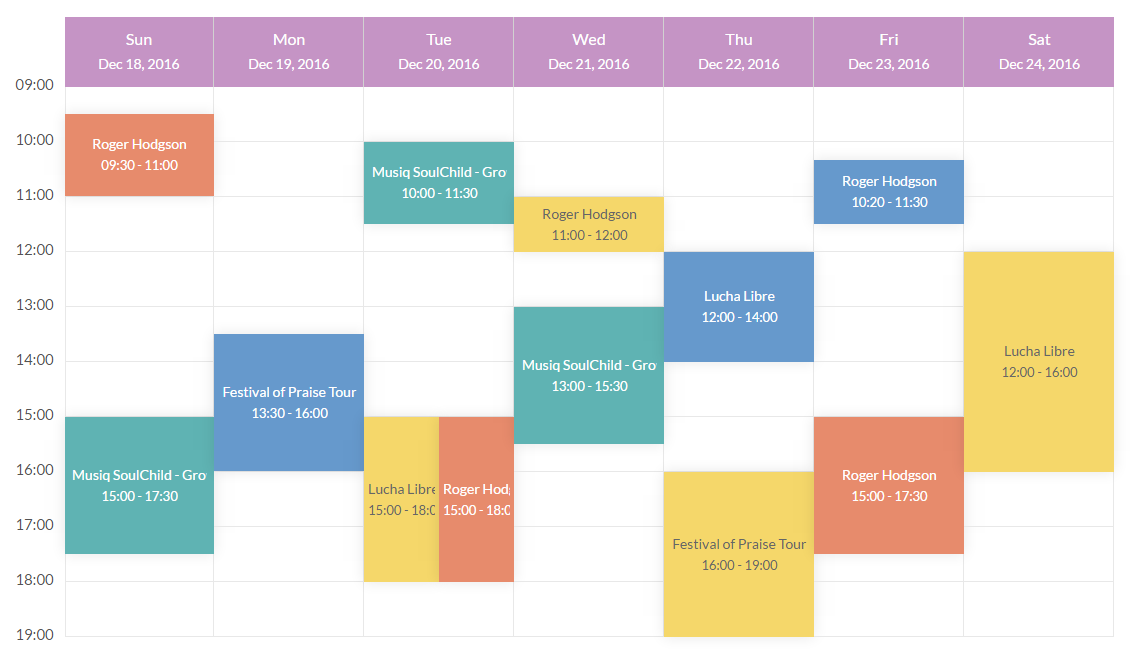 Sun
Dec 18, 2016
Mon
Dec 19, 2016
Tue
Dec 20, 2016
Wed
Dec 21, 2016
Thu
Dec 22, 2016
Fri
Dec 23, 2016
Sat
Dec 24, 2016
09:00
10:00
11:00
12:00
13:00
14:00
15:00
16:00
17:00
18:00
19:00
Roger Hodgson
09:30 - 11:00
Musiq SoulChild - Gro
15:00 - 17:30
Festival of Praise Tour
13:30 - 16:00
Musiq SoulChild - Gro
10:00 - 11:30
Lucha Libre
15:00 - 18:0
Roger Hodg
15:00 - 18:0
Roger Hodgson
11:00 - 12:00
Musiq SoulChild - Gro
13:00 - 15:30
Lucha Libre
12:00 - 14:00
Festival of Praise Tour
16:00 - 19:00
Roger Hodgson
10:20 - 11:30
Roger Hodgson
15:00 - 17:30
Lucha Libre
12:00 - 16:00